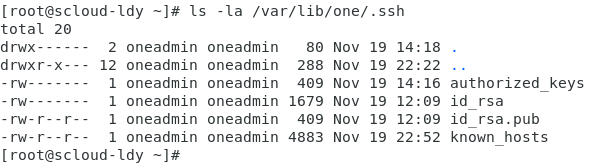 [root@scloud-ldy ~]# ls -la /var/lib/one/.ssh
total 20
drwx------  2 oneadmin oneadmin   80 Nov 19 14:18 .
drwxr-x--- 12 oneadmin oneadmin  288 Nov 19 22:22 ..
-rw-------  1 oneadmin oneadmin  409 Nov 19 14:16 authorized_keys
-rw-------  1 oneadmin oneadmin 1679 Nov 19 12:09 id_rsa
-rw-r--r--  1 oneadmin oneadmin  409 Nov 19 12:09 id_rsa.pub
-rw-r--r--  1 oneadmin oneadmin 4883 Nov 19 22:52 known_hosts
[root@scloud-ldy ~]#